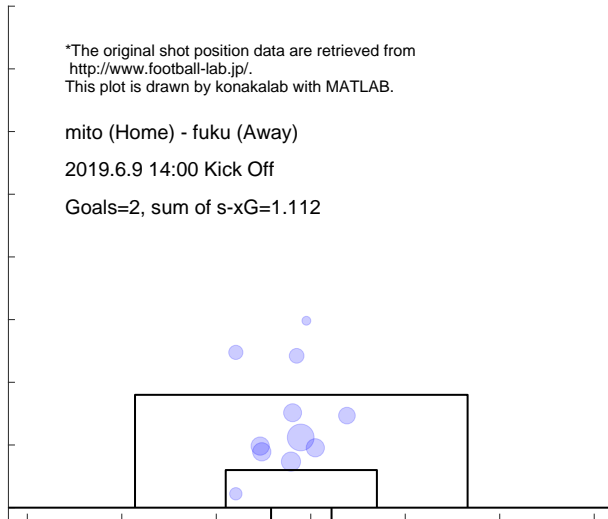 *The original shot position data are retrieved from
http://www.football-lab.jp/.
This plot is drawn by konakalab with MATLAB.
mito (Home) - fuku (Away)
2019.6.9 14:00 Kick Off
Goals=2, sum of s-xG=1.112